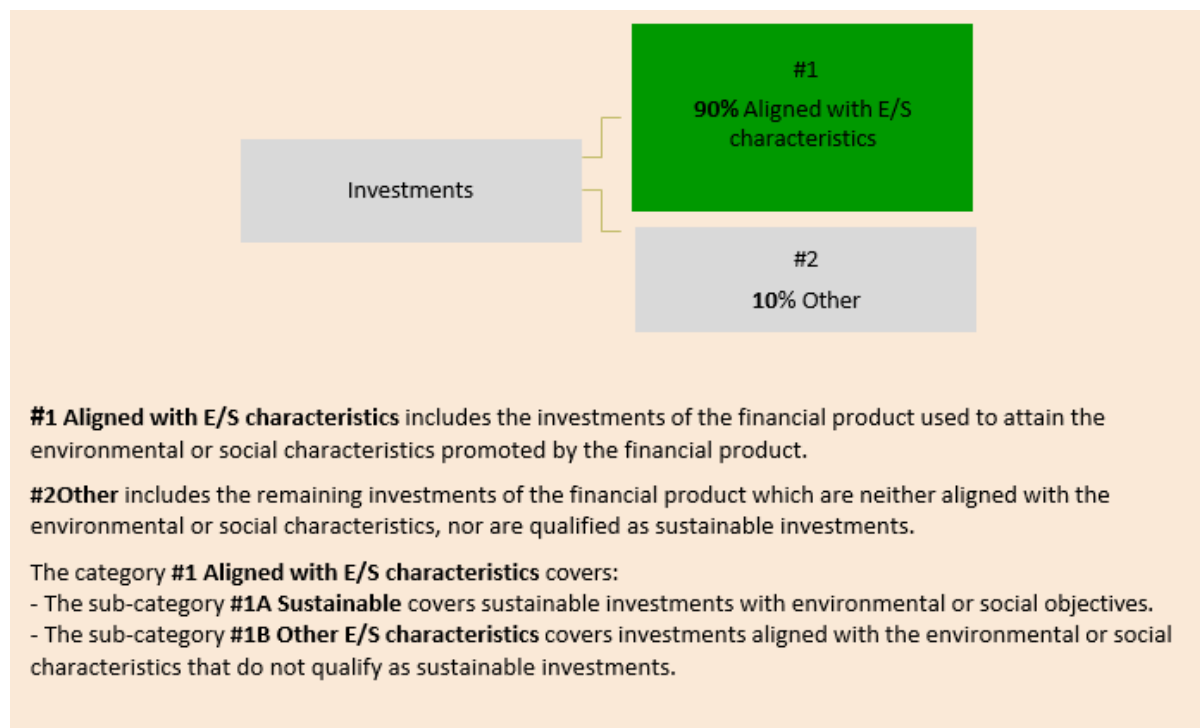 #1
90% Aligned with E/S
characteristics
Investments
#2
10% Other
#1 Aligned with E/S characteristics includes the investments of the financial product used to attain the
environmental or social characteristics promoted by the financial product.
#2Other includes the remaining investments of the financial product which are neither aligned with the
environmental or social characteristics, nor are qualified as sustainable investments.
The category #1 Aligned with E/S characteristics covers:
- The sub-category #1A Sustainable covers sustainable investments with environmental or social objectives.
- The sub-category #1B Other E/S characteristics covers investments aligned with the environmental or social
characteristics that do not qualify as sustainable investments.